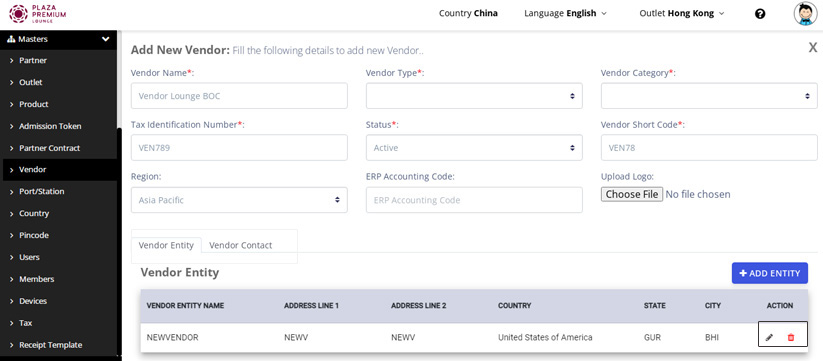 PLAZA
PREMIUM
LOUNGE
Country China
Language English
Outlet Hong Kong
Masters
Partner
Outlet
Product
Admission Token
Partner Contract
Vendor
Port/Station
Country
Pincode
Users
Members
Devices
Tax
Receipt Template
Add New Vendor: Fill the following details to add new Vendor..
X
Vendor Name*:
Vendor Type*:
Vendor Category*:
Vendor Lounge BOC
Tax Identification Number*:
Status*:
Vendor Short Code*:
VEN789
Active
VEN78
Region:
ERP Accounting Code:
Upload Logo:
Asia Pacific
ERP Accounting Code
Choose File No file chosen
Vendor Entity
Vendor Contact
Vendor Entity
+ ADD ENTITY
VENDOR ENTITY NAME ADDRESS LINE 1 ADDRESS LINE 2 COUNTRY STATE CITY ACTION
NEWVENDOR NEWV NEWV United States of America GUR BHI